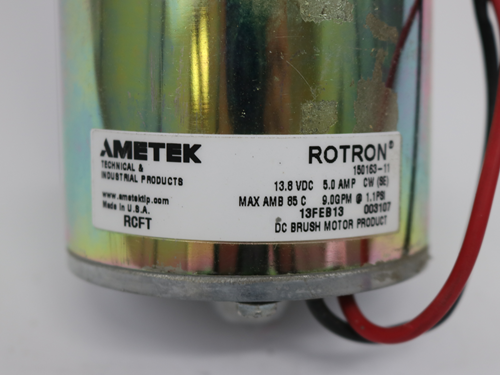 AMETEK
TECHNICAL &
INDUSTRIAL PRODUCTS
www.ametektip.com
Made in U.S.A.
RCFT
ROTRON®
150163-11
13.8 VDC 5.0 AMP CW (SE)
MAX AMB 85 C 9.0GPM @ 1.1PSI
13FEB13 003107
DC BRUSH MOTOR PRODUCT